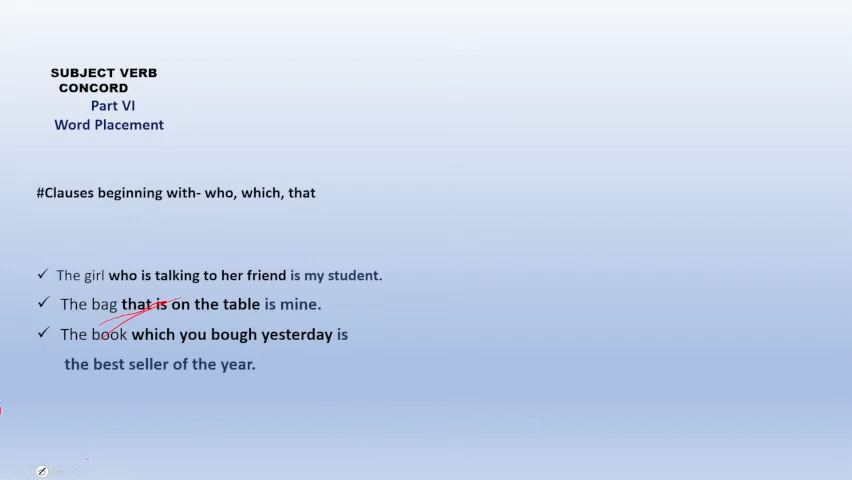 SUBJECT VERB
CONCORD
Part VI
Word Placement
#Clauses beginning with- who, which, that
✓ The girl who is talking to her friend is my student.
✓ The bag that is on the table is mine.
✓ The book which you bough yesterday is
the best seller of the year.